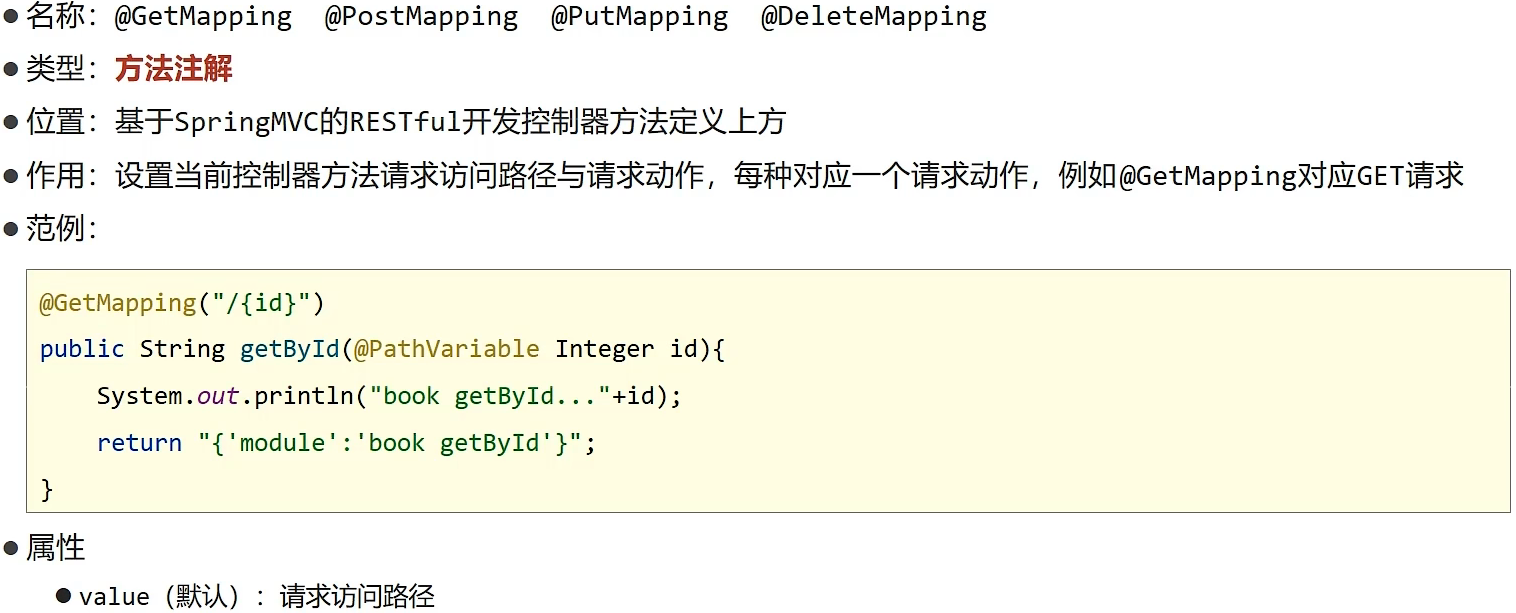 ● 名称：@GetMapping @PostMapping @PutMapping @DeleteMapping
● 类型：方法注解
● 位置：基于SpringMVC的RESTful开发控制器方法定义上方
● 作用：设置当前控制器方法请求访问路径与请求动作，每种对应一个请求动作，例如@GetMapping对应GET请求
● 范例：
@GetMapping("/{id}")
public String getById(@PathVariable Integer id){
    System.out.println("book getById..."+id);
    return "{'module':'book getById'}";
}
● 属性
● value（默认）：请求访问路径